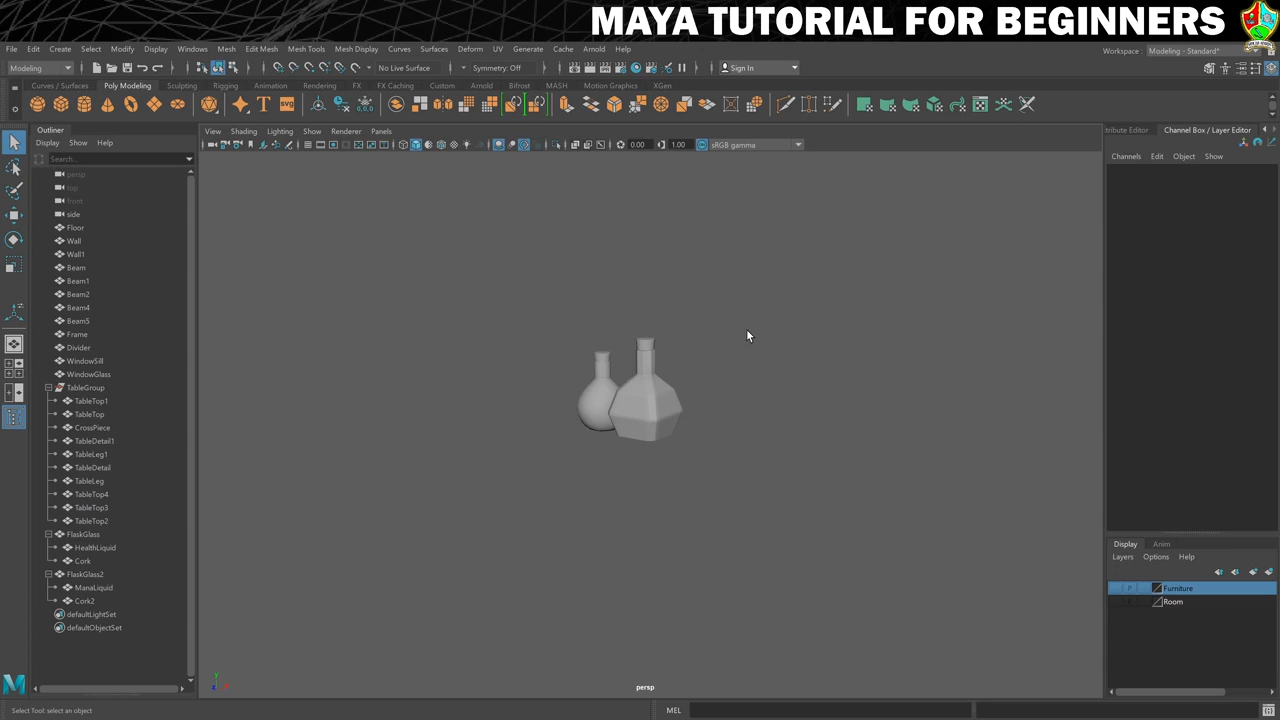 MAYA TUTORIAL FOR BEGINNERS
File Edit Create Select Modify Display Windows Mesh Edit Mesh Mesh Tools Mesh Display Curves Surfaces Deform UV Generate Cache Arnold Help
Workspace : Modeling - Standard*
Modeling No Live Surface Symmetry: Off Sign In
Curves / Surfaces Poly Modeling Sculpting Rigging Animation Rendering FX FX Caching Custom Arnold Bifrost MASH Motion Graphics XGen
Outliner
Display Show Help
Search...
persp
top
front
side
Floor
Wall
Wall1
Beam
Beam1
Beam2
Beam4
Beam5
Frame
Divider
WindowSill
WindowGlass
TableGroup
TableTop1
TableTop
CrossPiece
TableDetail1
TableLeg1
TableDetail
TableLeg
TableTop4
TableTop3
TableTop2
FlaskGlass
HealthLiquid
Cork
FlaskGlass2
ManaLiquid
Cork2
defaultLightSet
defaultObjectSet
View Shading Lighting Show Renderer Panels
0.00 1.00 sRGB gamma
persp
tribute Editor Channel Box / Layer Editor
Channels Edit Object Show
Display Anim
Layers Options Help
P Furniture
Room
Select Tool: select an object
MEL